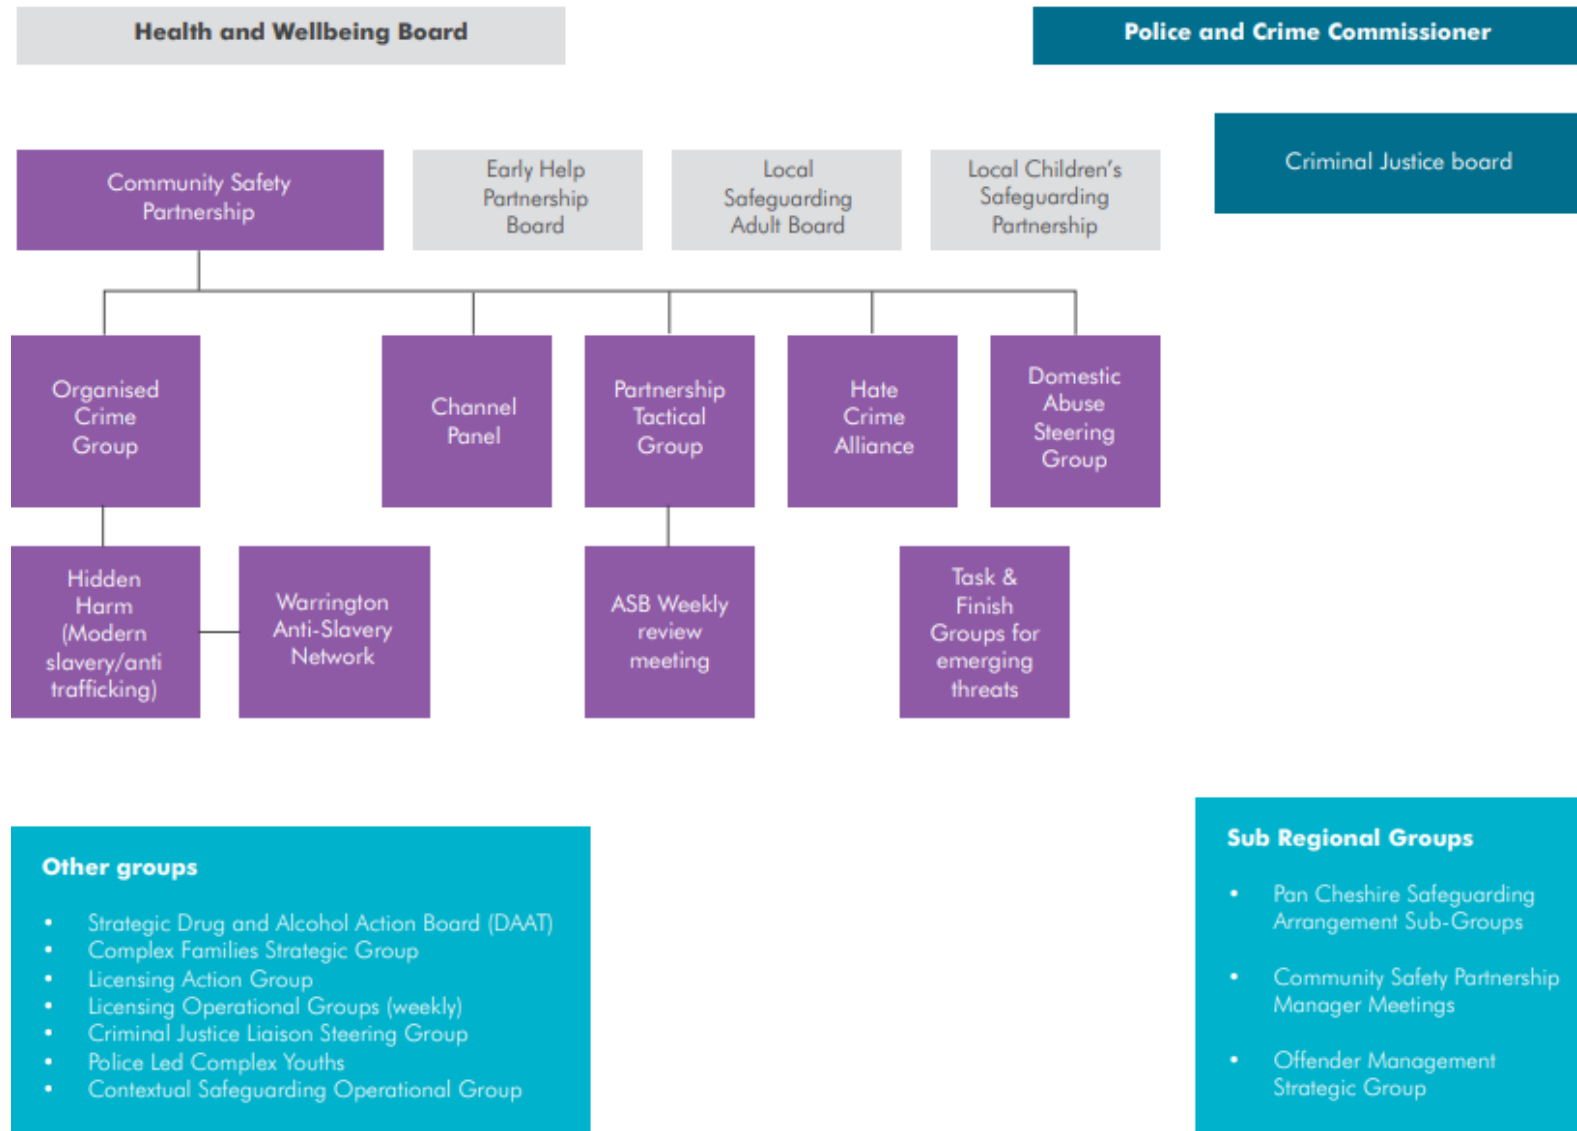 Health and Wellbeing Board
Police and Crime Commissioner
Criminal Justice board
Community Safety
Partnership
Early Help
Partnership
Board
Local
Safeguarding
Adult Board
Local Children's
Safeguarding
Partnership
Organised
Crime
Group
Channel
Panel
Partnership
Tactical
Group
Hate
Crime
Alliance
Domestic
Abuse
Steering
Group
Hidden
Harm
(Modern
slavery/anti
trafficking)
Warrington
Anti-Slavery
Network
ASB Weekly
review
meeting
Task &
Finish
Groups for
emerging
threats
Other groups
• Strategic Drug and Alcohol Action Board (DAAT)
• Complex Families Strategic Group
• Licensing Action Group
• Licensing Operational Groups (weekly)
• Criminal Justice Liaison Steering Group
• Police Led Complex Youths
• Contextual Safeguarding Operational Group
Sub Regional Groups
• Pan Cheshire Safeguarding
Arrangement Sub-Groups
• Community Safety Partnership
Manager Meetings
• Offender Management
Strategic Group